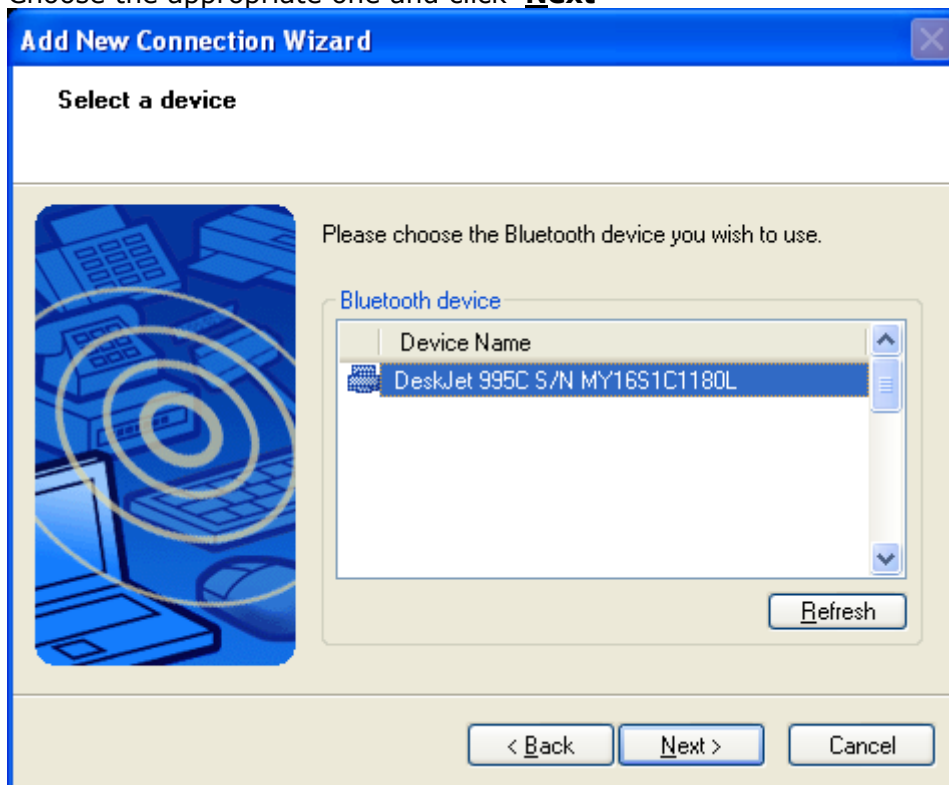 Choose the appropriate one and click 'Next'
Add New Connection Wizard
Select a device
Please choose the Bluetooth device you wish to use.
Bluetooth device
Device Name
DeskJet 995C S/N MY16S1C1180L
Refresh
< Back Next > Cancel